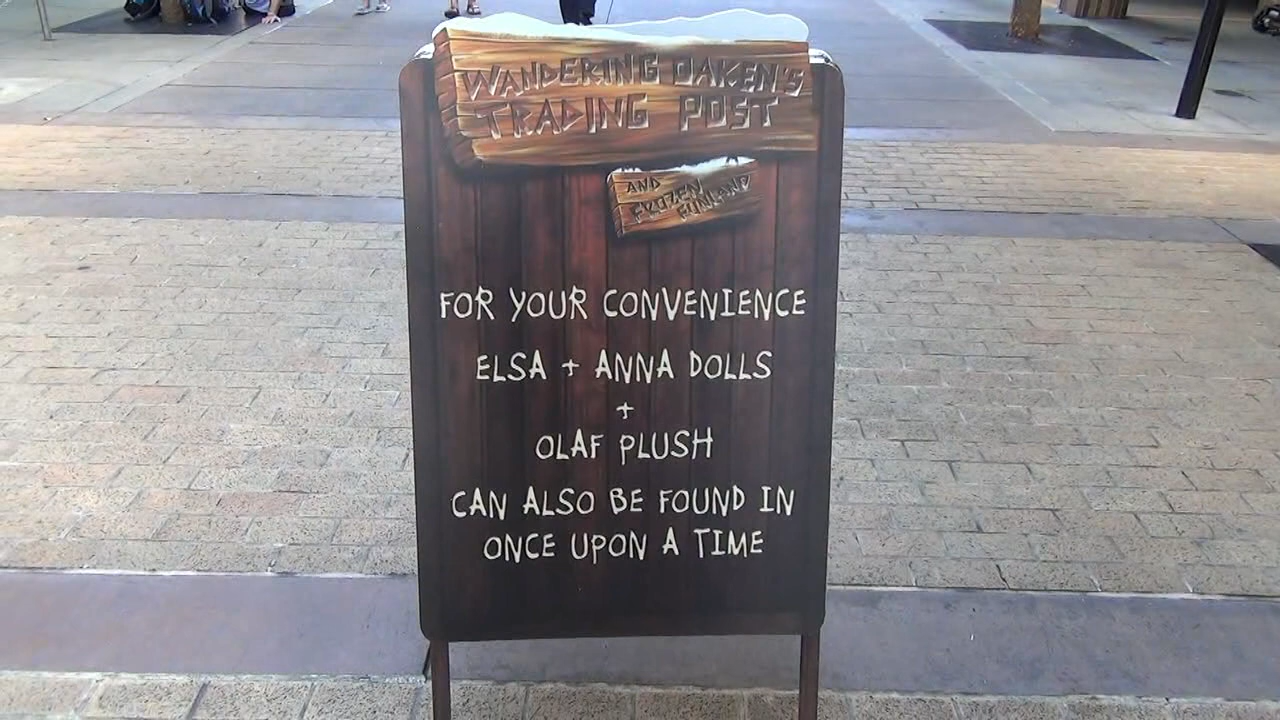 WANDERING OAKEN'S
TRADING POST
AND
FROZEN
FUNLAND
FOR YOUR CONVENIENCE
ELSA + ANNA DOLLS
+
OLAF PLUSH
CAN ALSO BE FOUND IN
ONCE UPON A TIME